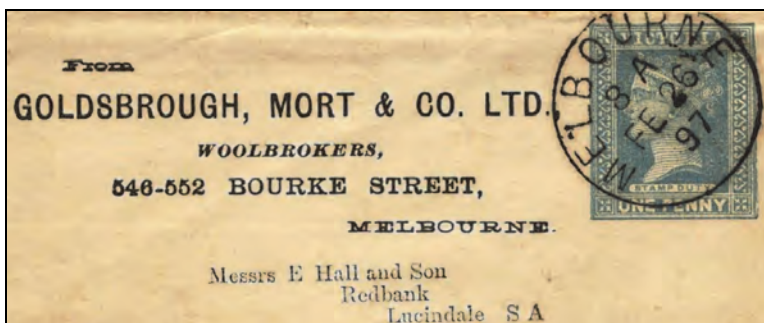 From
GOLDSBROUGH, MORT & CO. LTD.
WOOLBROKERS,
546-552 BOURKE STREET,
MELBOURNE.
Messrs E Hall and Son
Redbank
Lucindale S A
MELBOURNE
8 A
FE 26
97
VICTORIA
STAMP DUTY
ONE PENNY